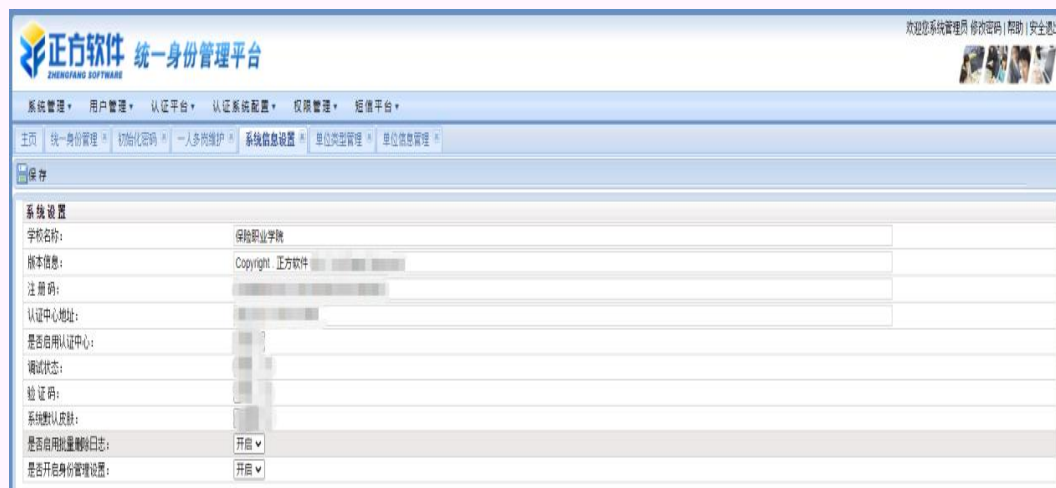 欢迎您系统管理员 修改密码 | 帮助 | 安全退出
正方软件 统一身份管理平台
ZHENGFANG SOFTWARE
系统管理 用户管理 认证平台 认证系统配置 权限管理 短信平台
主页 统一身份管理 初始化密码 一人多岗维护 系统信息设置 单位类型管理 单位信息管理
保存
系统设置
学校名称： 保险职业学院
版本信息： Copyright . 正方软件
注册码：
认证中心地址：
是否启用认证中心：
调试状态：
验证码：
系统默认皮肤：
是否启用批量删除日志： 开启
是否开启身份管理设置： 开启